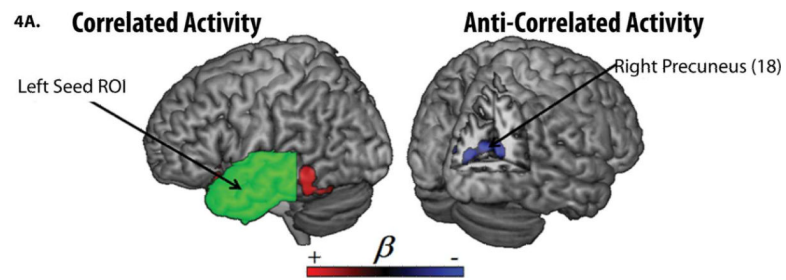 4A. Correlated Activity Anti-Correlated Activity
Left Seed ROI
Right Precuneus (18)
+ β -